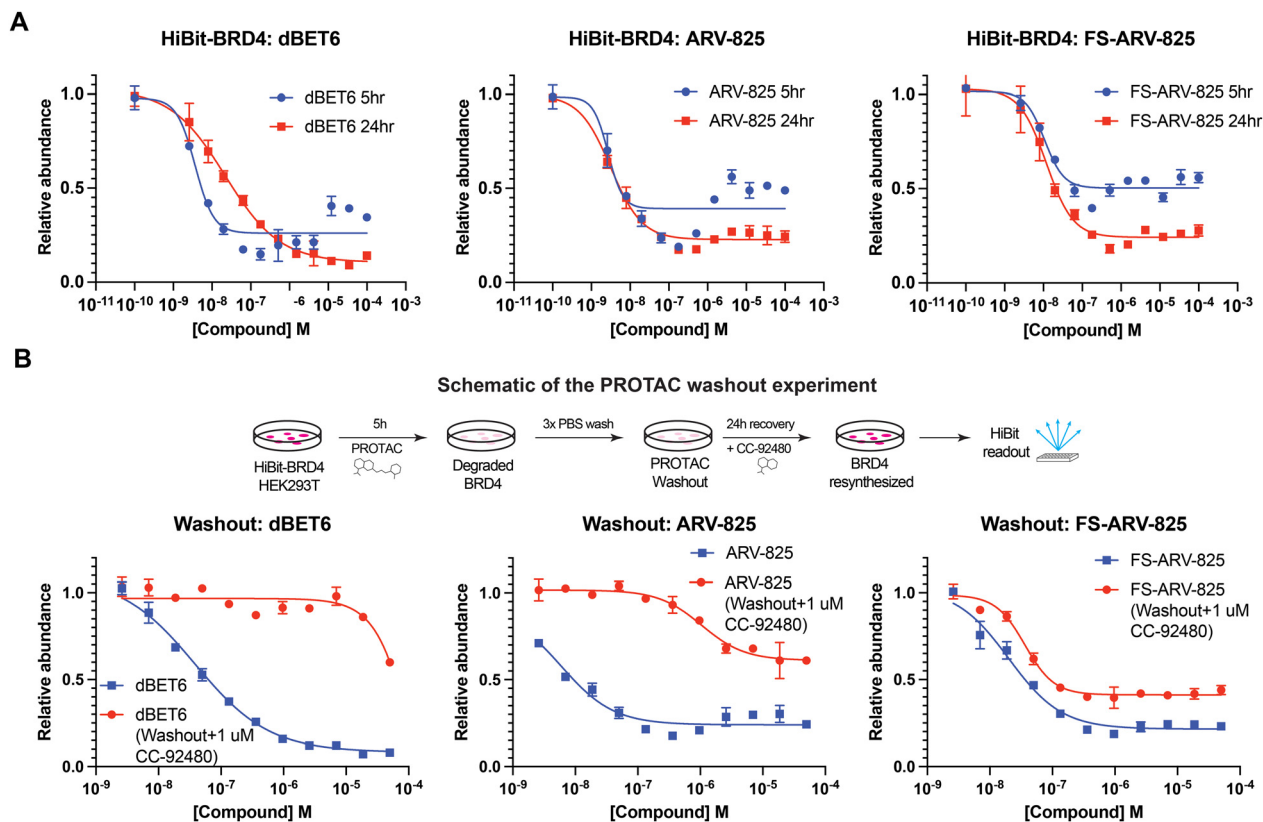 A
HiBit-BRD4: dBET6
HiBit-BRD4: ARV-825
HiBit-BRD4: FS-ARV-825
Relative abundance
1.0
0.5
0.0
dBET6 5hr
dBET6 24hr
10-11 10-10 10-9 10-8 10-7 10-6 10-5 10-4 10-3
[Compound] M
Relative abundance
1.0
0.5
0.0
ARV-825 5hr
ARV-825 24hr
10-11 10-10 10-9 10-8 10-7 10-6 10-5 10-4 10-3
[Compound] M
Relative abundance
1.0
0.5
0.0
FS-ARV-825 5hr
FS-ARV-825 24hr
10-11 10-10 10-9 10-8 10-7 10-6 10-5 10-4 10-3
[Compound] M
B
Schematic of the PROTAC washout experiment
HiBit-BRD4
HEK293T
5h
PROTAC
Degraded
BRD4
3x PBS wash
PROTAC
Washout
24h recovery
+ CC-92480
BRD4
resynthesized
HiBit
readout
Washout: dBET6
Washout: ARV-825
Washout: FS-ARV-825
Relative abundance
1.0
0.5
0.0
dBET6
dBET6
(Washout+1 uM
CC-92480)
10-9 10-8 10-7 10-6 10-5 10-4
[Compound] M
Relative abundance
1.0
0.5
0.0
ARV-825
ARV-825
(Washout+1 uM
CC-92480)
10-9 10-8 10-7 10-6 10-5 10-4
[Compound] M
Relative abundance
1.0
0.5
0.0
FS-ARV-825
FS-ARV-825
(Washout+1 uM
CC-92480)
10-9 10-8 10-7 10-6 10-5 10-4
[Compound] M